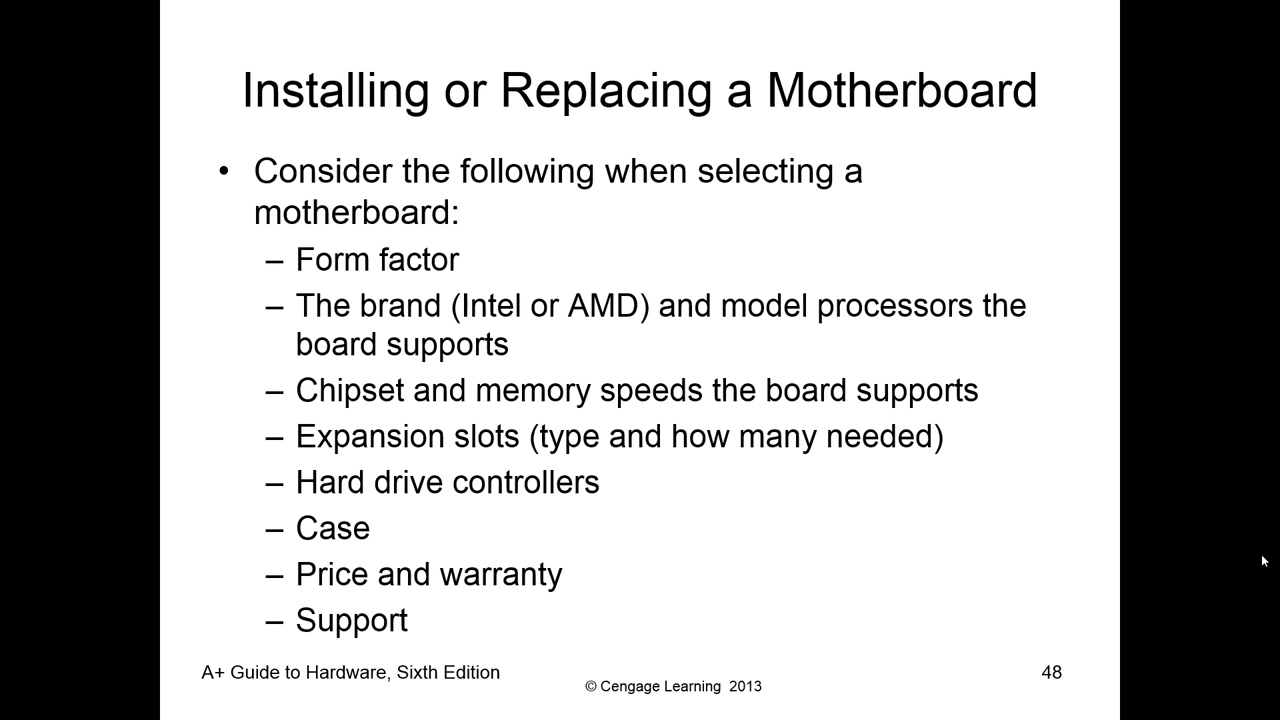 Installing or Replacing a Motherboard
• Consider the following when selecting a
motherboard:
– Form factor
– The brand (Intel or AMD) and model processors the
board supports
– Chipset and memory speeds the board supports
– Expansion slots (type and how many needed)
– Hard drive controllers
– Case
– Price and warranty
– Support
A+ Guide to Hardware, Sixth Edition
© Cengage Learning 2013
48